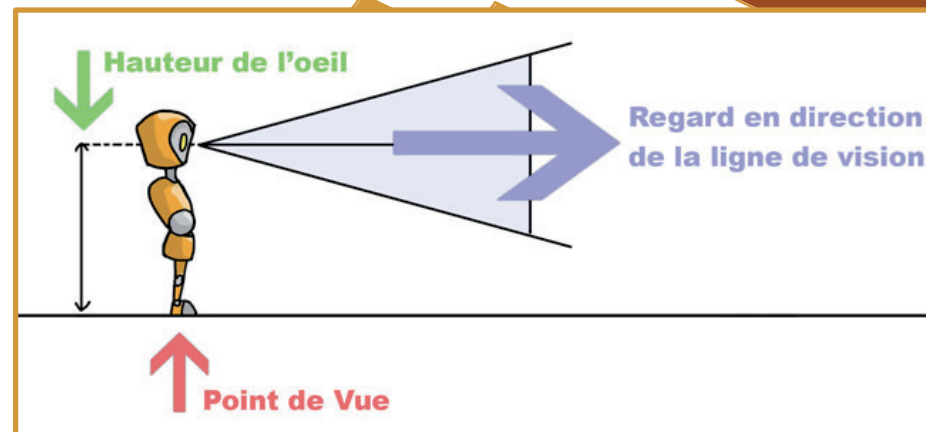 Hauteur de l'oeil
Regard en direction
de la ligne de vision
Point de Vue